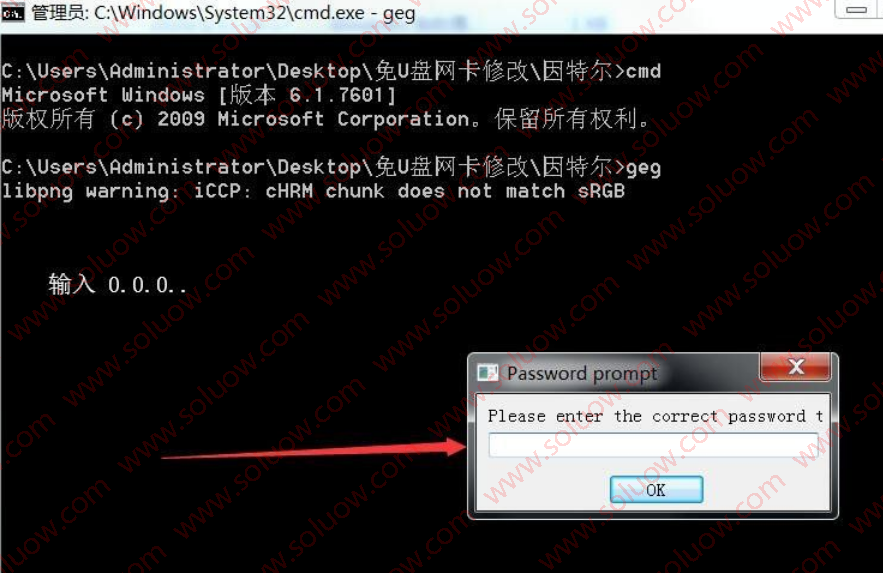 管理员: C:\Windows\System32\cmd.exe - geg
C:\Users\Administrator\Desktop\免U盘网卡修改\因特尔>cmd
Microsoft Windows [版本 6.1.7601]
版权所有 (c) 2009 Microsoft Corporation。保留所有权利。
C:\Users\Administrator\Desktop\免U盘网卡修改\因特尔>geg
libpng warning: iCCP: cHRM chunk does not match sRGB
输入 0.0.0..
Password prompt
Please enter the correct password t
OK
www.soluow.com